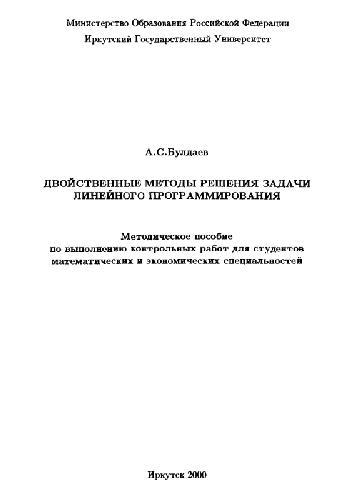 Министерство Образования Российской Федерации
Иркутский Государственный Университет
А.С.Булдаев
ДВОЙСТВЕННЫЕ МЕТОДЫ РЕШЕНИЯ ЗАДАЧИ
ЛИНЕЙНОГО ПРОГРАММИРОВАНИЯ
Методическое пособие
по выполнению контрольных работ для студентов
математических и экономических специальностей
Иркутск 2000